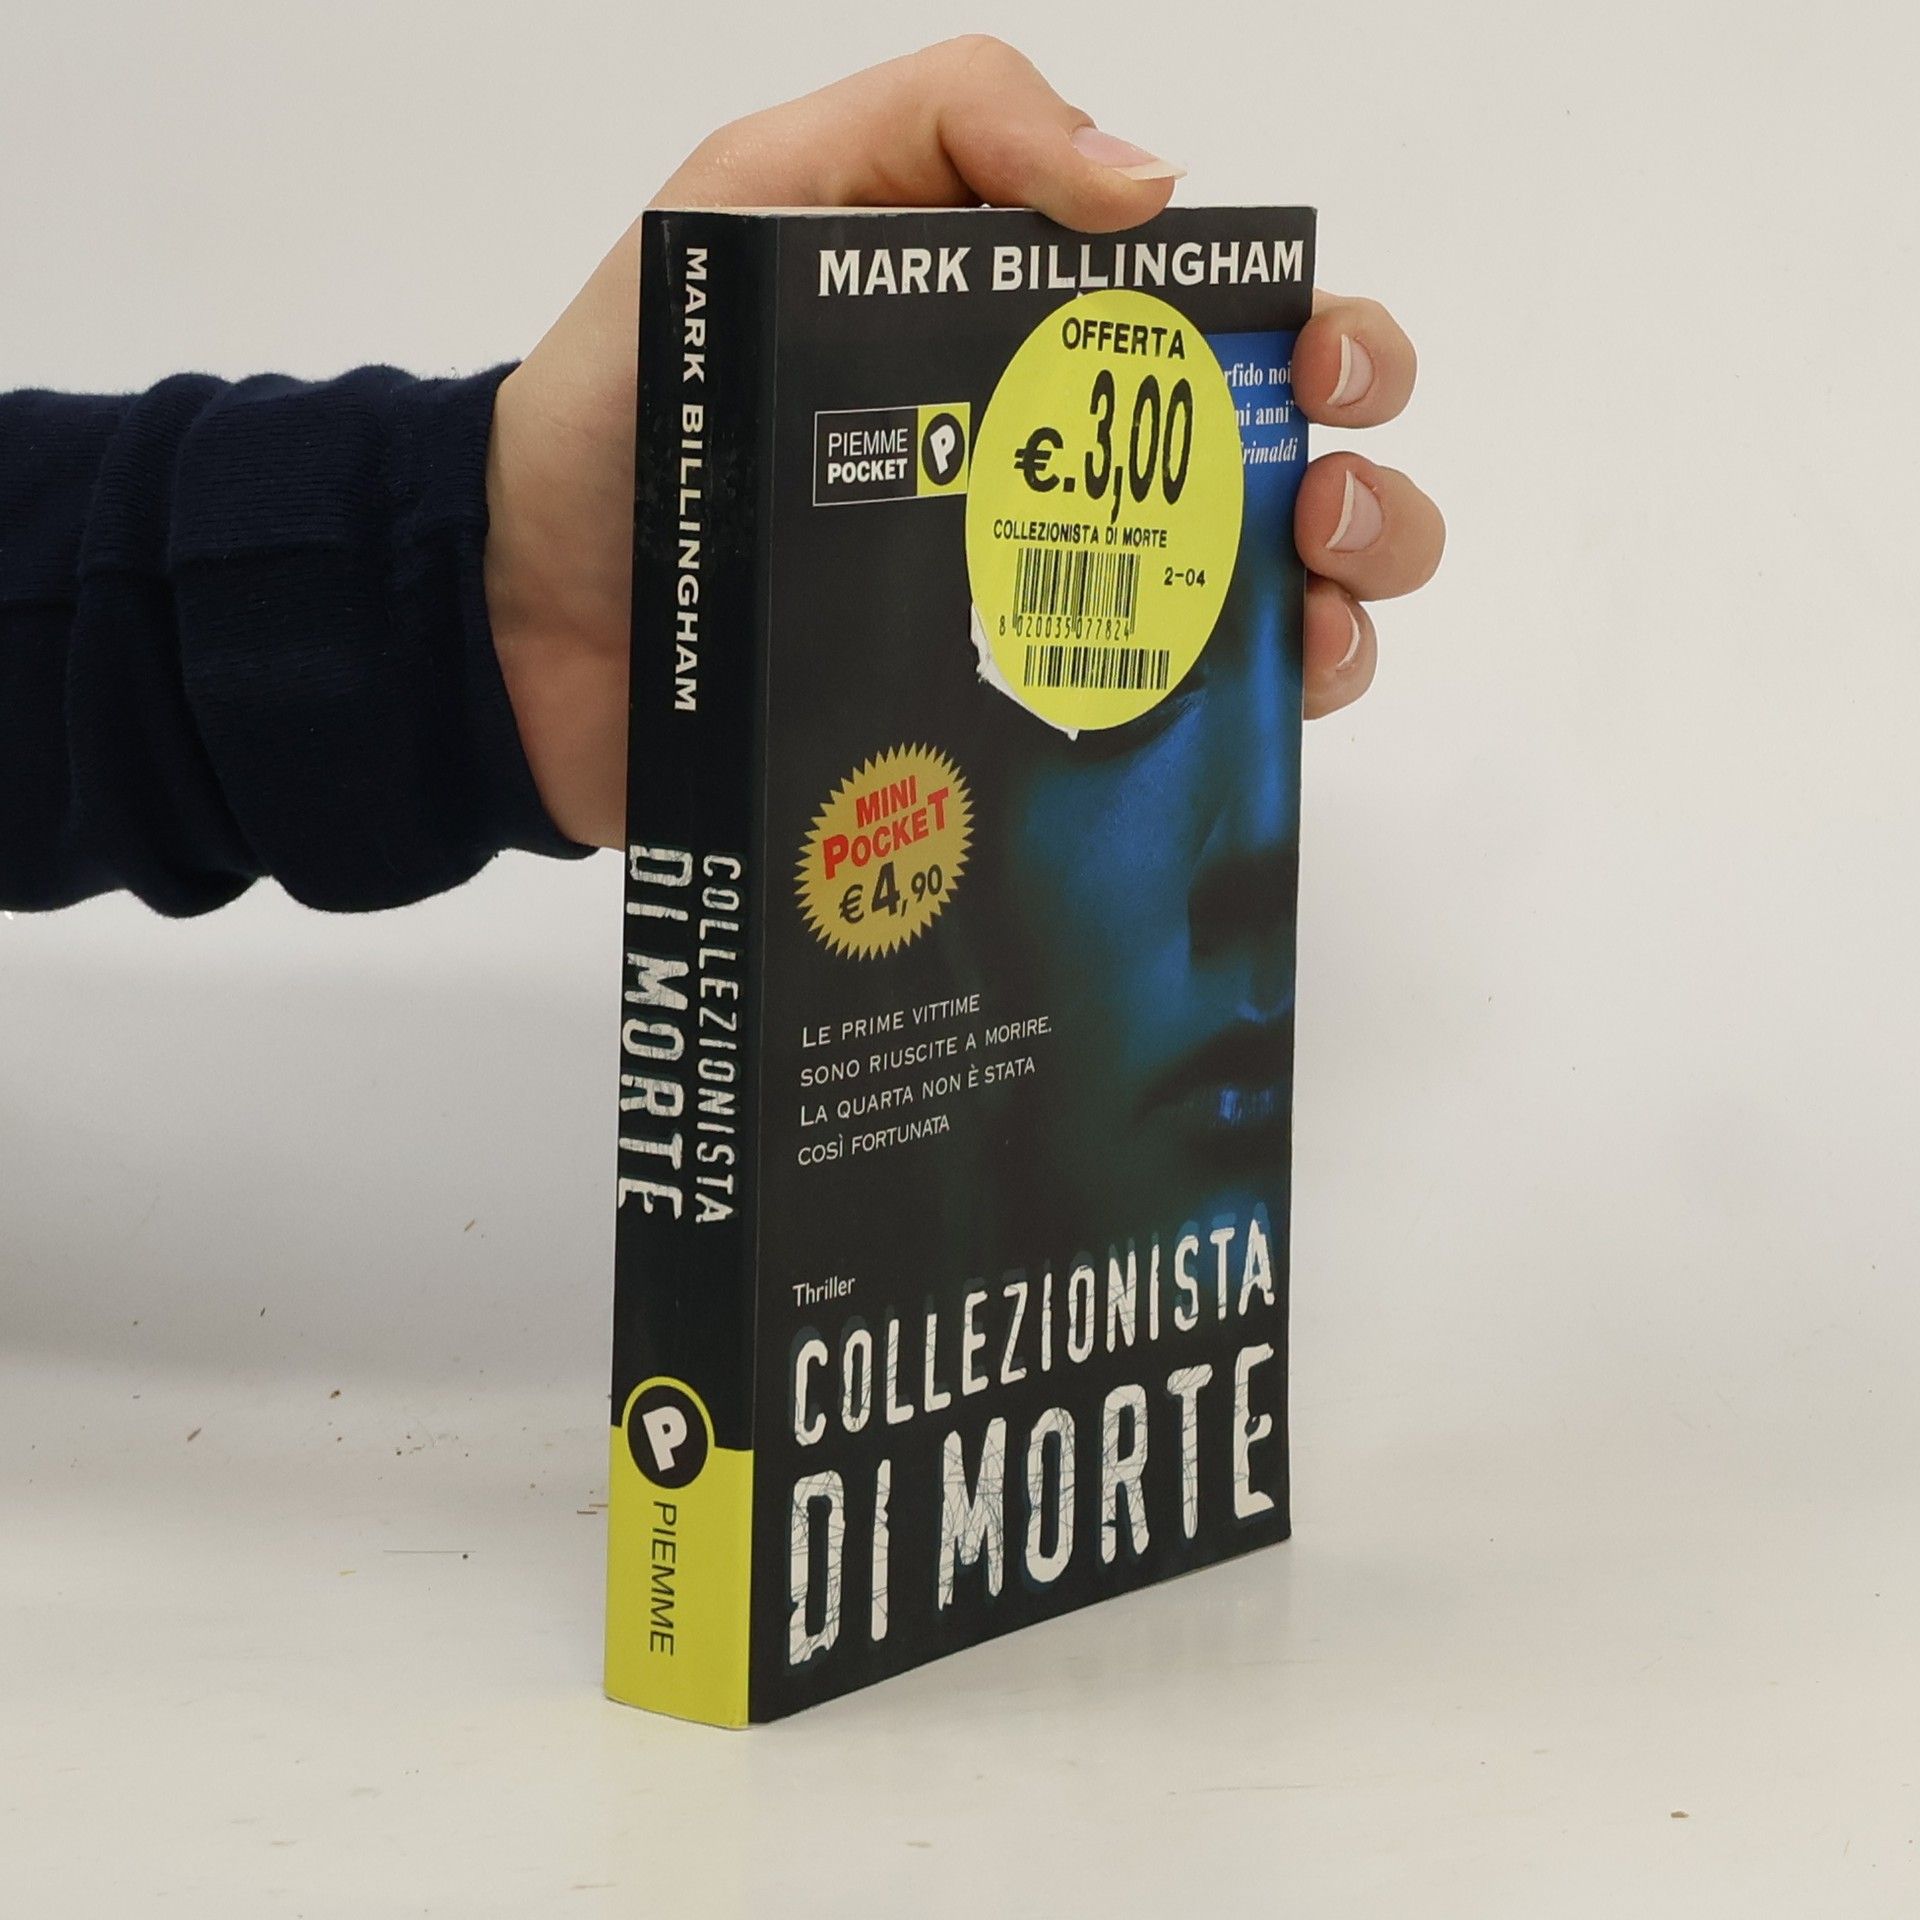 MARK BILLINGHAM
COLLEZIONISTA
DI MORTE
P
PIEMME
MARK BILLINGHAM
OFFERTA
€.3,00
COLLEZIONISTA DI MORTE
2-04
8 020035 077824
anni"
PIEMME
POCKET
P
MINI
POCKET
€ 4,90
LE PRIME VITTIME
SONO RIUSCITE A MORIRE.
LA QUARTA NON È STATA
COSÌ FORTUNATA
Thriller
COLLEZIONISTA
DI MORTE